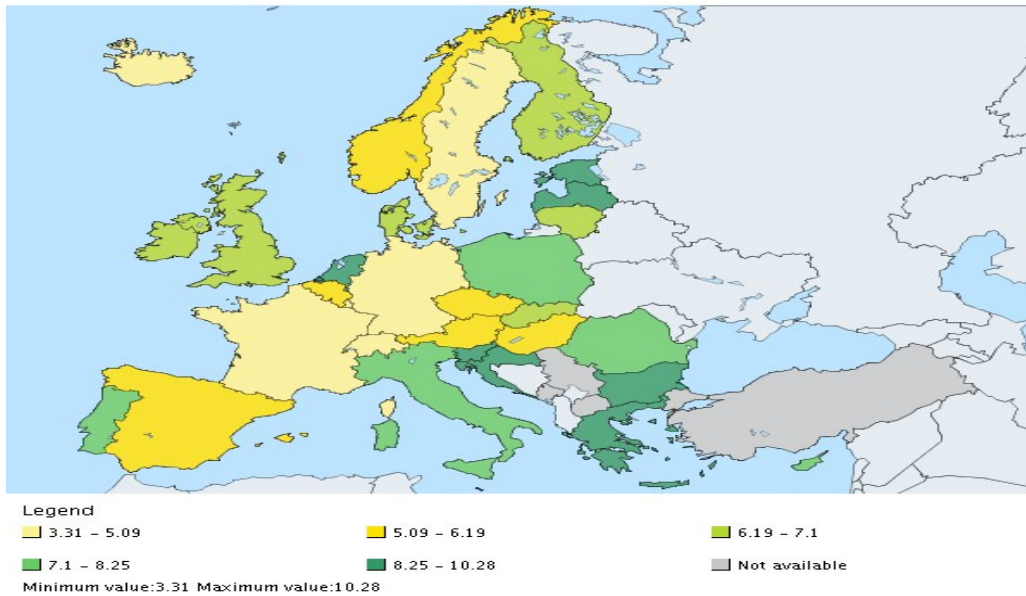 Legend
3.31 - 5.09 5.09 - 6.19 6.19 - 7.1
7.1 - 8.25 8.25 - 10.28 Not available
Minimum value:3.31 Maximum value:10.28